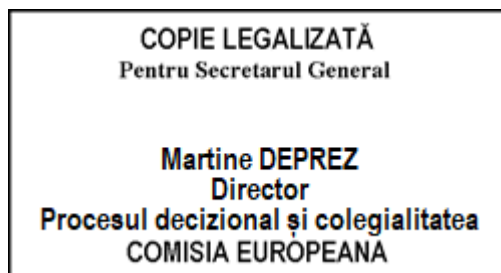 COPIE LEGALIZATĂ
Pentru Secretarul General
Martine DEPREZ
Director
Procesul decizional și colegialitatea
COMISIA EUROPEANA